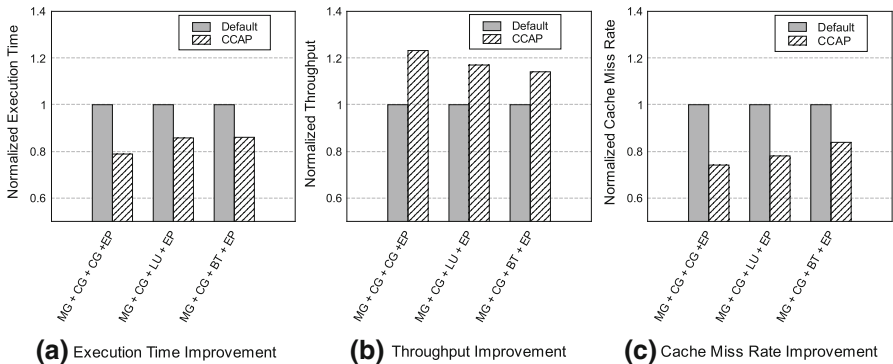 1.4
1.2
1
0.8
0.6
Normalized Execution Time
Default
CCAP
MG + CG + CG +EP
MG + CG + LU + EP
MG + CG + BT + EP
(a) Execution Time Improvement
1.4
1.2
1
0.8
0.6
Normalized Throughput
Default
CCAP
MG + CG + CG +EP
MG + CG + LU + EP
MG + CG + BT + EP
(b) Throughput Improvement
1.4
1.2
1
0.8
0.6
Normalized Cache Miss Rate
Default
CCAP
MG + CG + CG +EP
MG + CG + LU + EP
MG + CG + BT + EP
(c) Cache Miss Rate Improvement